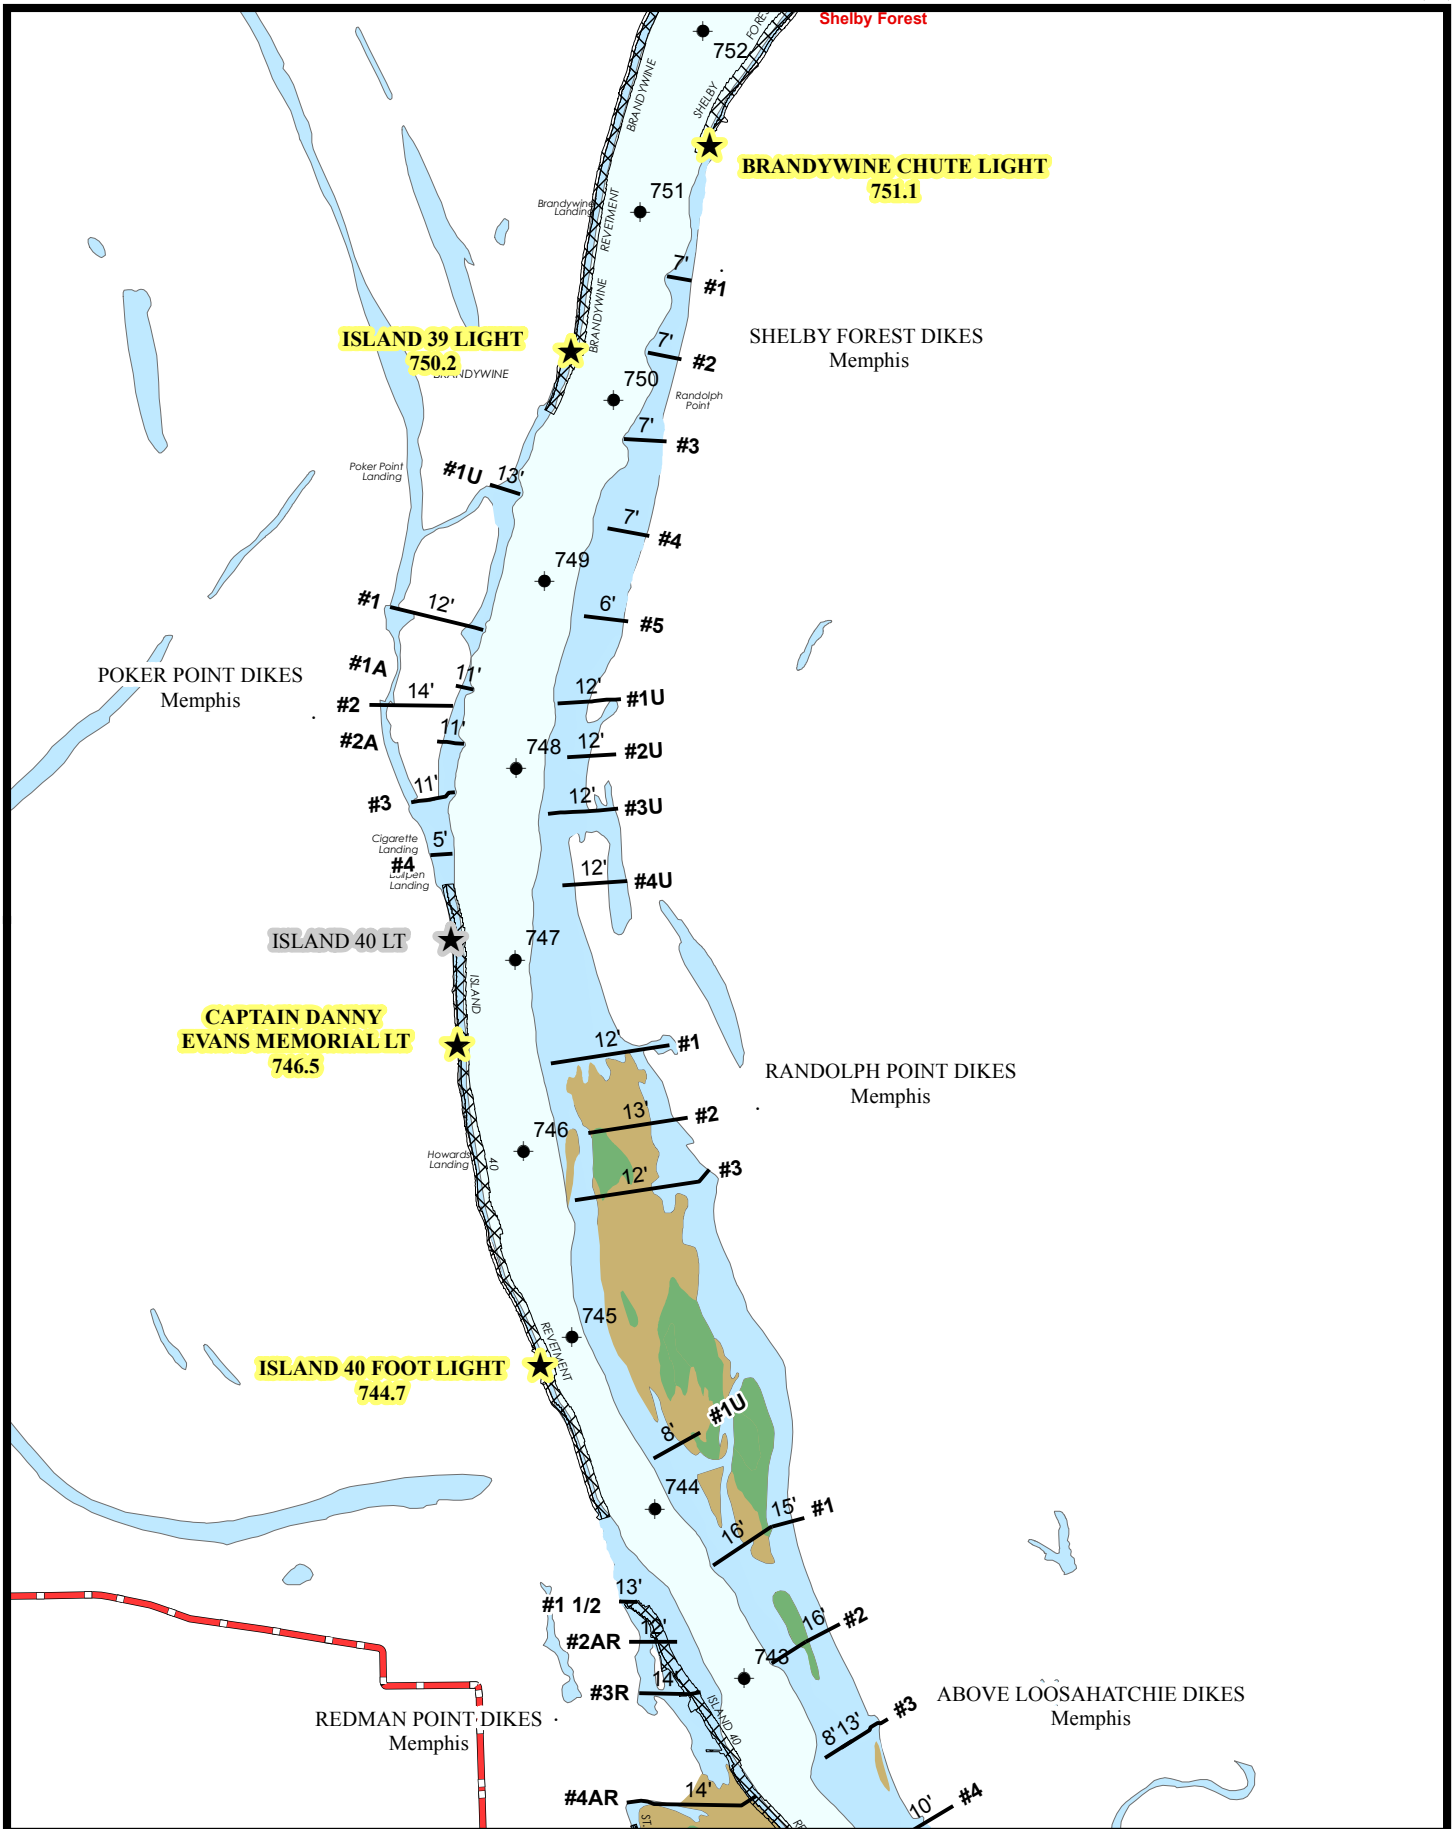 Shelby Forest
752
BRANDYWINE
SHELBY
BRANDYWINE CHUTE LIGHT
751.1
751
Brandywine
Landing
REVETMENT
7'
#1
BRANDYWINE
ISLAND 39 LIGHT
750.2
BRANDYWINE
7'
#2
SHELBY FOREST DIKES
Memphis
750
Randolph
Point
7'
#3
Poker Point
Landing
#1U
13'
7'
#4
749
#1
12'
6'
#5
POKER POINT DIKES
Memphis
#1A
11'
#2
14'
12'
#1U
#2A
11'
748
12'
#2U
#3
11'
12'
#3U
Cigarette
Landing
5'
#4
Landing
12'
#4U
ISLAND 40 LT
747
ISLAND
CAPTAIN DANNY
EVANS MEMORIAL LT
746.5
12'
#1
RANDOLPH POINT DIKES
Memphis
13'
#2
746
Howards
Landing
40
12'
#3
745
REVETMENT
ISLAND 40 FOOT LIGHT
744.7
8'
#1U
744
16'
15'
#1
13'
#1 1/2
#2AR
16'
#2
743
#3R
14'
ISLAND 40
REDMAN POINT DIKES
Memphis
8'
13'
#3
ABOVE LOOSAHATCHIE DIKES
Memphis
#4AR
14'
10'
#4
ST.